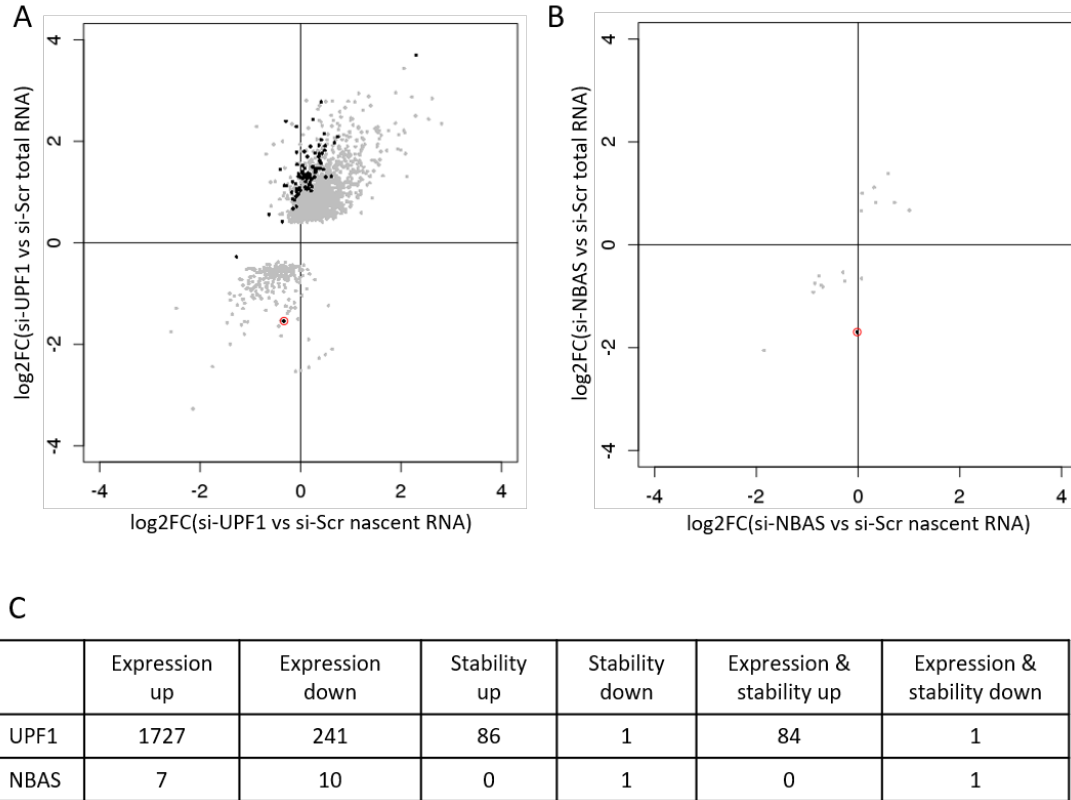 A
4
2
0
-2
-4
-4
-2
0
2
4
log2FC(si-UPF1 vs si-Scr total RNA)
log2FC(si-UPF1 vs si-Scr nascent RNA)
B
4
2
0
-2
-4
-4
-2
0
2
4
log2FC(si-NBAS vs si-Scr total RNA)
log2FC(si-NBAS vs si-Scr nascent RNA)
C
Expression up
Expression down
Stability up
Stability down
Expression & stability up
Expression & stability down
UPF1 1727 241 86 1 84 1
NBAS 7 10 0 1 0 1